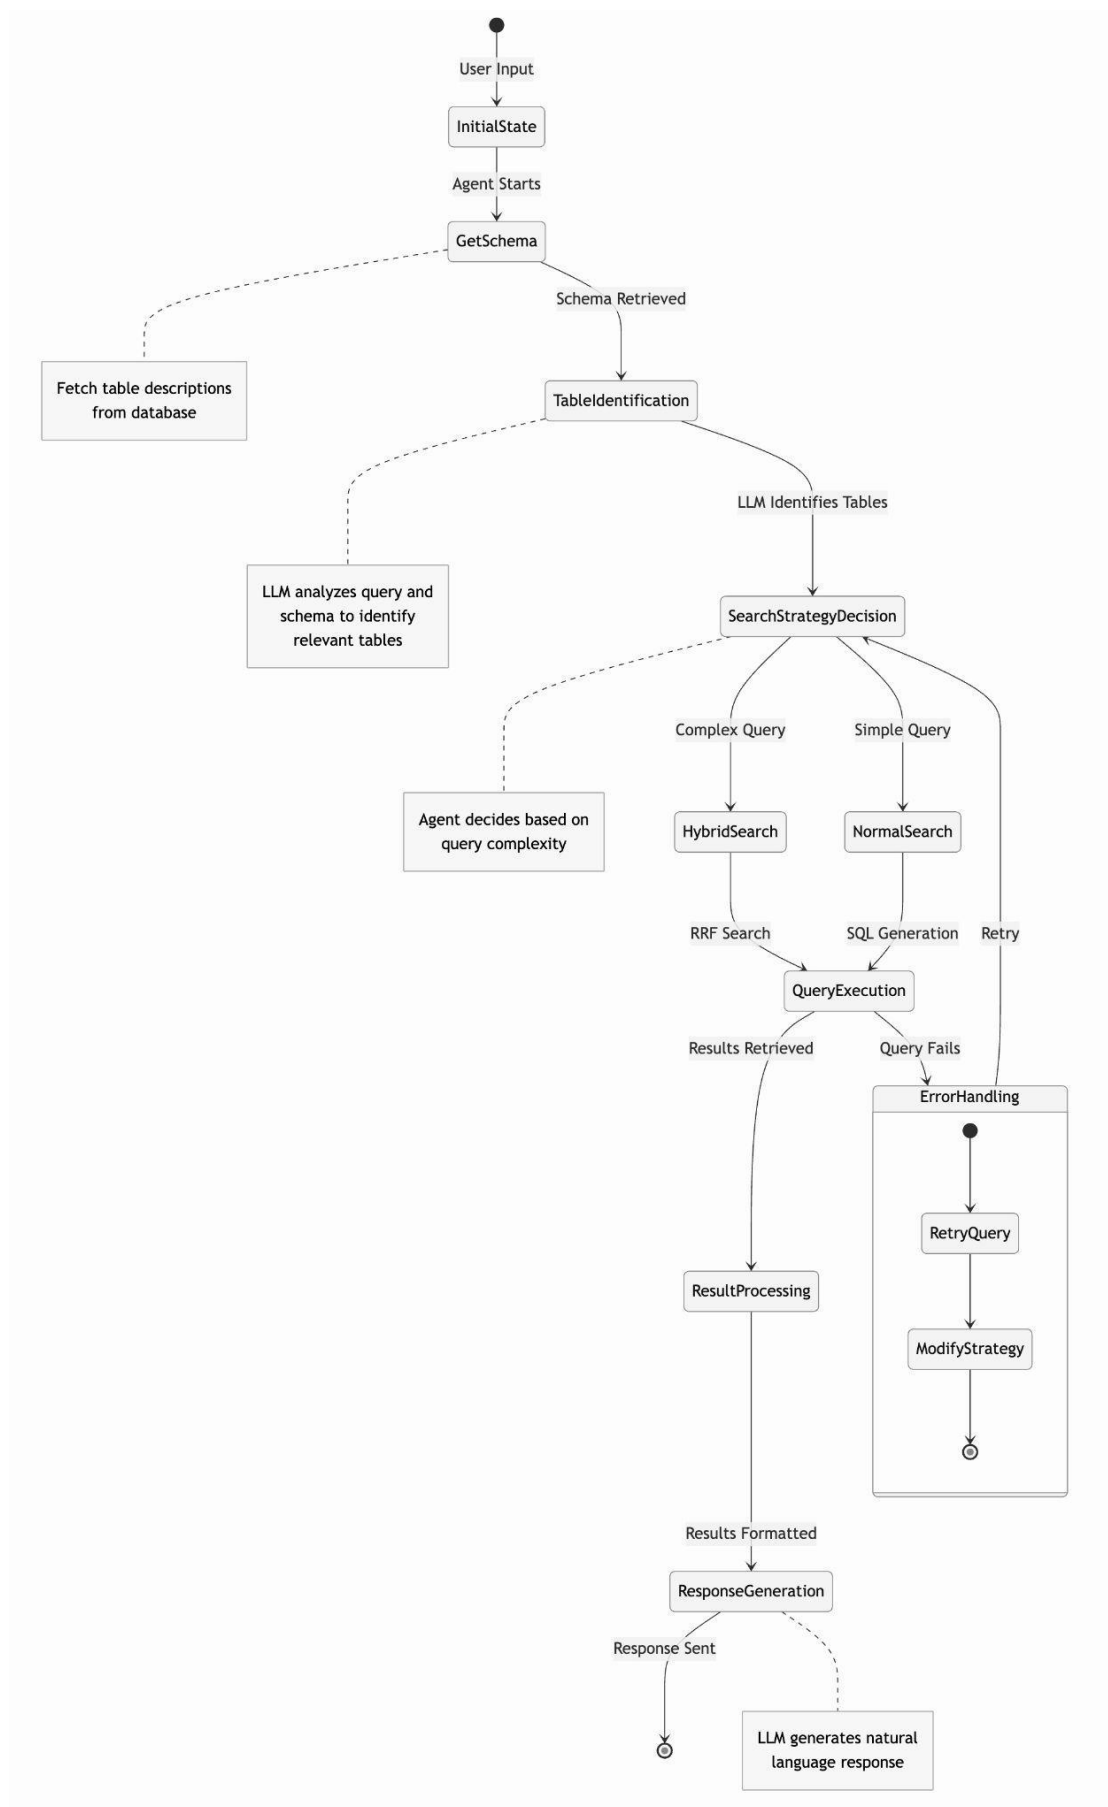 User Input
InitialState
Agent Starts
GetSchema
Schema Retrieved
Fetch table descriptions
from database
TableIdentification
LLM Identifies Tables
LLM analyzes query and
schema to identify
relevant tables
SearchStrategyDecision
Complex Query
Simple Query
Agent decides based on
query complexity
HybridSearch
NormalSearch
RRF Search
SQL Generation
Retry
QueryExecution
Results Retrieved
Query Fails
ErrorHandling
RetryQuery
ResultProcessing
ModifyStrategy
Results Formatted
ResponseGeneration
Response Sent
LLM generates natural
language response